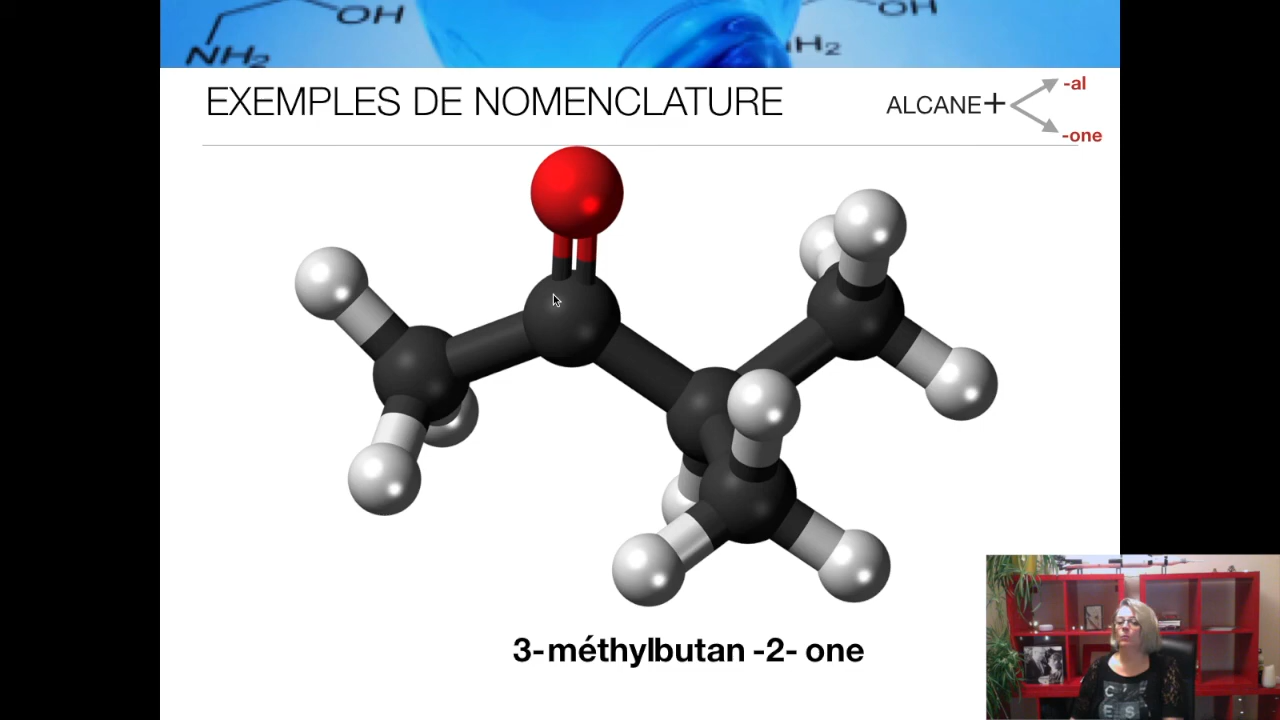 OH
OH
NH₂
H₂
EXEMPLES DE NOMENCLATURE
ALCANE+
-al
-one
3-méthylbutan -2- one